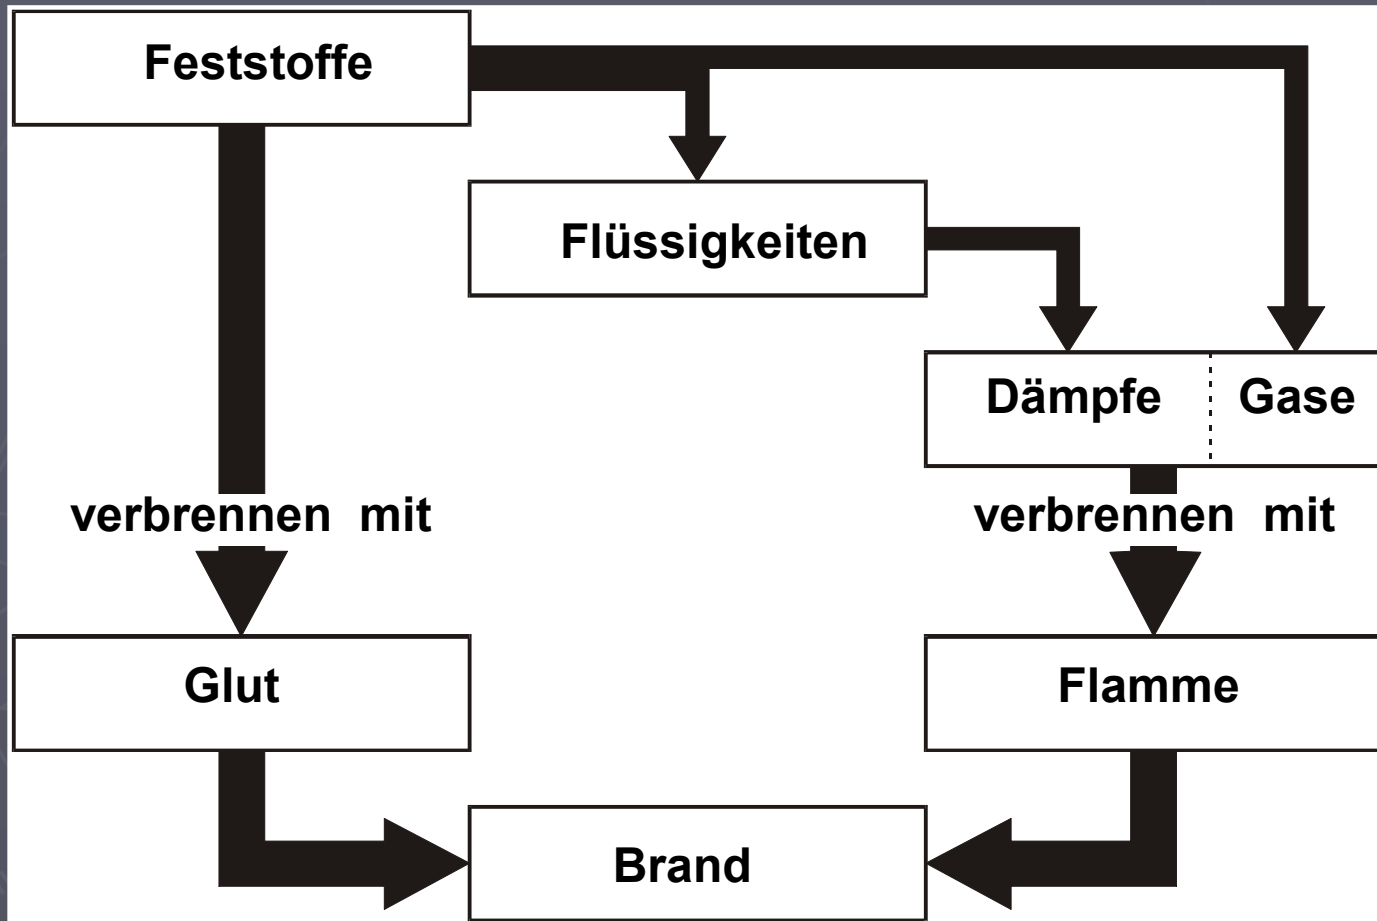 Feststoffe
Flüssigkeiten
Dämpfe
Gase
verbrennen mit
verbrennen mit
Glut
Flamme
Brand